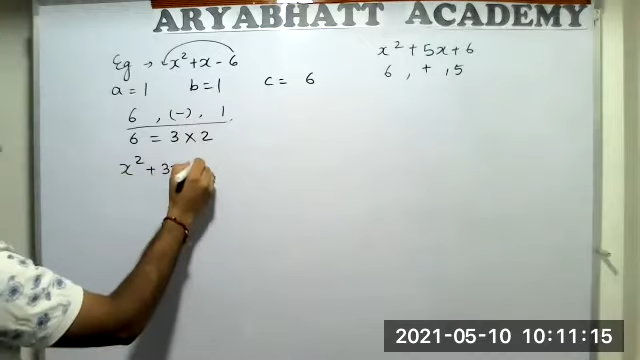 ARYABHATT ACADEMY
Eg → x² + x - 6
a = 1 b = 1 c = 6
6 , (-) , 1
6 = 3 × 2
x² + 3
x² + 5x + 6
6 , + , 5
2021-05-10 10:11:15